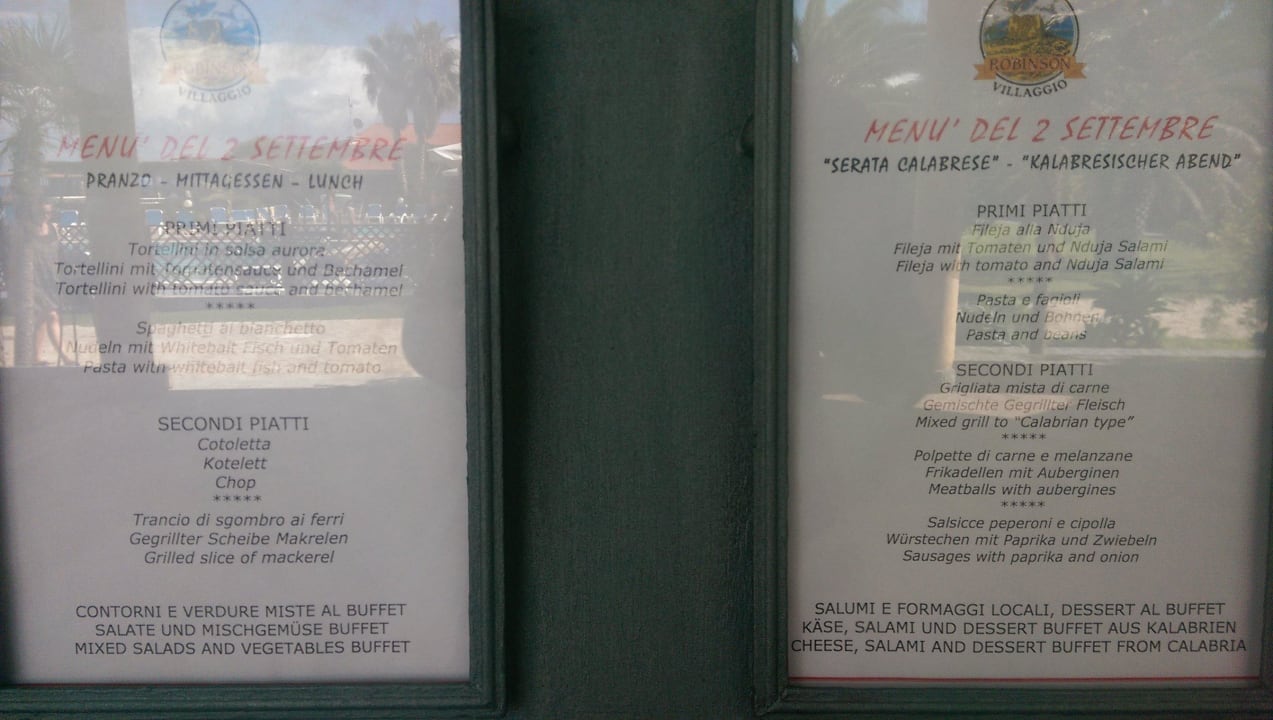 ROBINSON
VILLAGGIO
MENU' DEL 2 SETTEMBRE
PRANZO - MITTAGESSEN - LUNCH
PRIMI PIATTI
Tortellini in salsa aurora
Tortellini mit Tomatensauce und Bechamel
Tortellini with tomato sauce and bechamel
*****
Spaghetti al bianchetto
Nudeln mit Whitebait Fisch und Tomaten
Pasta with whitebait fish and tomato
SECONDI PIATTI
Cotoletta
Kotelett
Chop
*****
Trancio di sgombro ai ferri
Gegrillter Scheibe Makrelen
Grilled slice of mackerel
CONTORNI E VERDURE MISTE AL BUFFET
SALATE UND MISCHGEMÜSE BUFFET
MIXED SALADS AND VEGETABLES BUFFET
ROBINSON
VILLAGGIO
MENU' DEL 2 SETTEMBRE
"SERATA CALABRESE" - "KALABRESISCHER ABEND"
PRIMI PIATTI
Fileja alla Nduja
Fileja mit Tomaten und Nduja Salami
Fileja with tomato and Nduja Salami
*****
Pasta e fagioli
Nudeln und Bohnen
Pasta and beans
SECONDI PIATTI
Grigliata mista di carne
Gemischte Gegrillter Fleisch
Mixed grill to "Calabrian type"
*****
Polpette di carne e melanzane
Frikadellen mit Auberginen
Meatballs with aubergines
*****
Salsicce peperoni e cipolla
Würstechen mit Paprika und Zwiebeln
Sausages with paprika and onion
SALUMI E FORMAGGI LOCALI, DESSERT AL BUFFET
KÄSE, SALAMI UND DESSERT BUFFET AUS KALABRIEN
CHEESE, SALAMI AND DESSERT BUFFET FROM CALABRIA